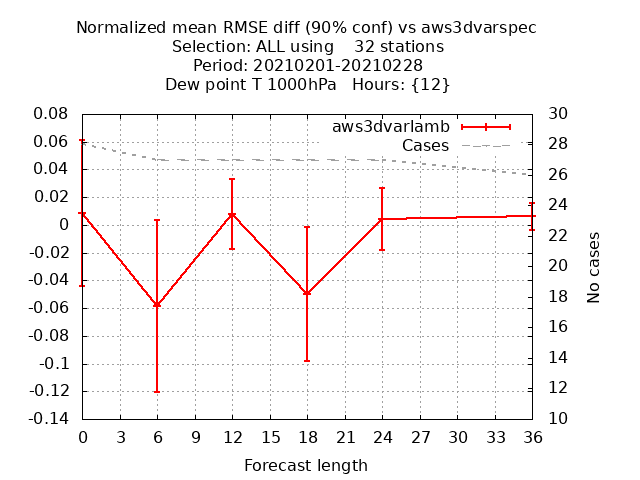 Normalized mean RMSE diff (90% conf) vs aws3dvarspec
Selection: ALL using    32 stations
Period: 20210201-20210228
Dew point T 1000hPa   Hours: {12}
aws3dvarlamb
Cases
0.08
0.06
0.04
0.02
0
-0.02
-0.04
-0.06
-0.08
-0.1
-0.12
-0.14
30
28
26
24
22
20
18
16
14
12
10
No cases
0 3 6 9 12 15 18 21 24 27 30 33 36
Forecast length